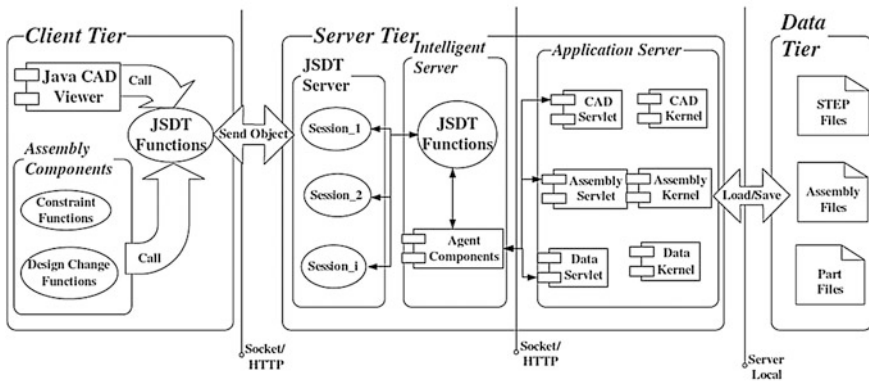 Client Tier
Java CAD
Viewer
Call
JSDT
Functions
Assembly
Components
Constraint
Functions
Design Change
Functions
Call
Send Object
Socket/
HTTP
Server Tier
JSDT
Server
Session_1
Session_2
Session_i
Intelligent
Server
JSDT
Functions
Agent
Components
Socket/
HTTP
Application Server
CAD
Servlet
CAD
Kernel
Assembly
Servlet
Assembly
Kernel
Data
Servlet
Data
Kernel
Load/Save
Server
Local
Data
Tier
STEP
Files
Assembly
Files
Part
Files